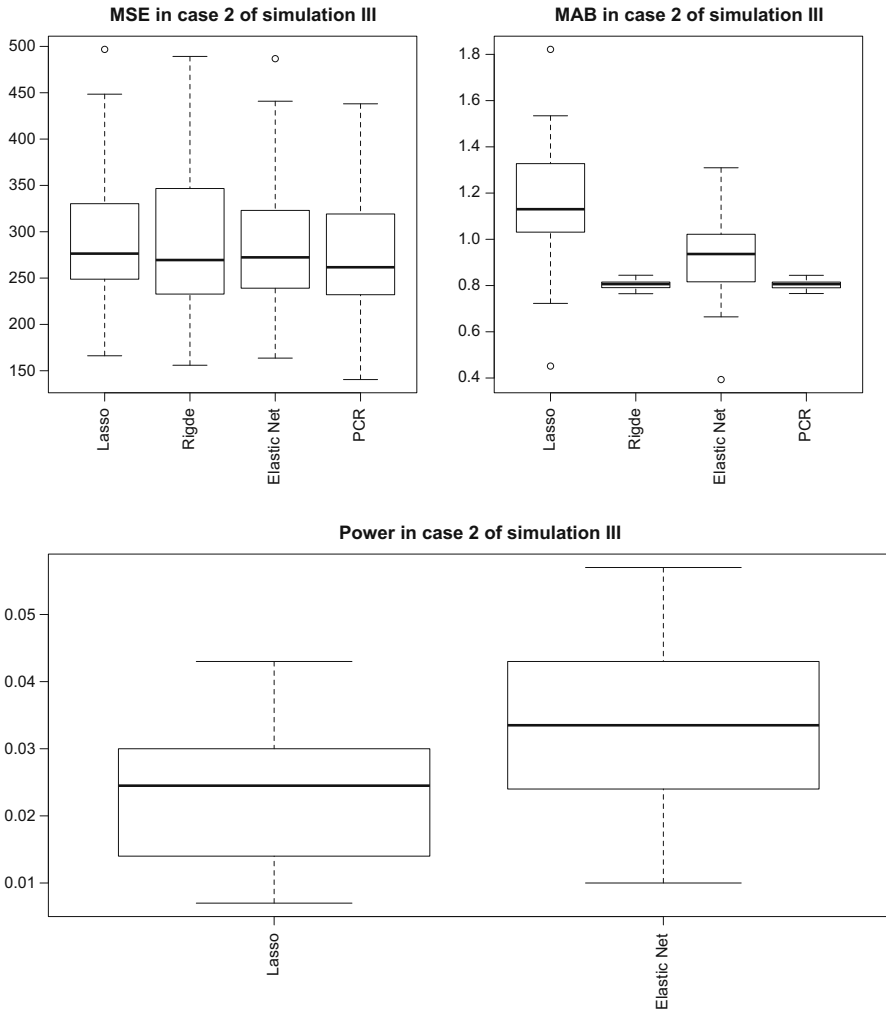 MSE in case 2 of simulation III
500
450
400
350
300
250
200
150
Lasso
Rigde
Elastic Net
PCR
MAB in case 2 of simulation III
1.8
1.6
1.4
1.2
1.0
0.8
0.6
0.4
Lasso
Rigde
Elastic Net
PCR
Power in case 2 of simulation III
0.05
0.04
0.03
0.02
0.01
Lasso
Elastic Net